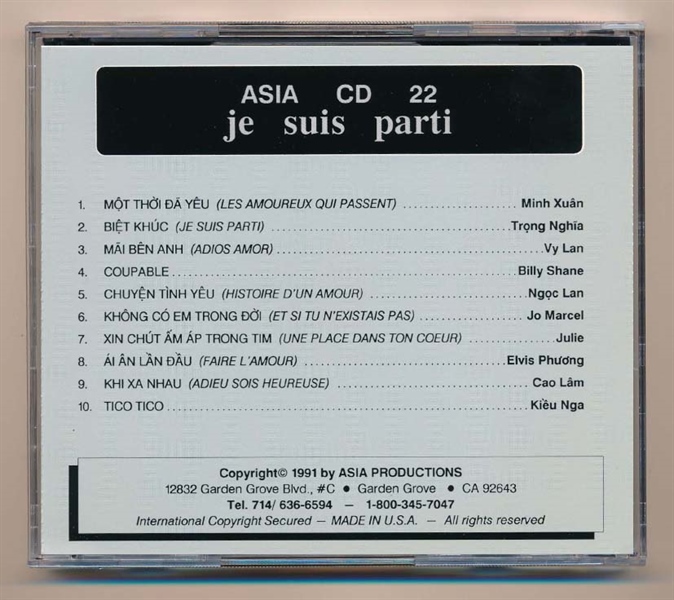 ASIA CD 22
je suis parti
1. MỘT THỜI ĐÃ YÊU (LES AMOUREUX QUI PASSENT) ........................ Minh Xuân
2. BIỆT KHÚC (JE SUIS PARTI) ........................ Trọng Nghĩa
3. MÃI BÊN ANH (ADIOS AMOR) ........................ Vy Lan
4. COUPABLE ........................ Billy Shane
5. CHUYỆN TÌNH YÊU (HISTOIRE D'UN AMOUR) ........................ Ngọc Lan
6. KHÔNG CÓ EM TRONG ĐỜI (ET SI TU N'EXISTAIS PAS) ........................ Jo Marcel
7. XIN CHÚT ẤM ÁP TRONG TIM (UNE PLACE DANS TON COEUR) ........................ Julie
8. ÁI ÂN LẦN ĐẦU (FAIRE L'AMOUR) ........................ Elvis Phương
9. KHI XA NHAU (ADIEU SOIS HEUREUSE) ........................ Cao Lâm
10. TICO TICO ........................ Kiều Nga
Copyright© 1991 by ASIA PRODUCTIONS
12832 Garden Grove Blvd., #C ● Garden Grove ● CA 92643
Tel. 714/ 636-6594 — 1-800-345-7047
International Copyright Secured — MADE IN U.S.A. — All rights reserved